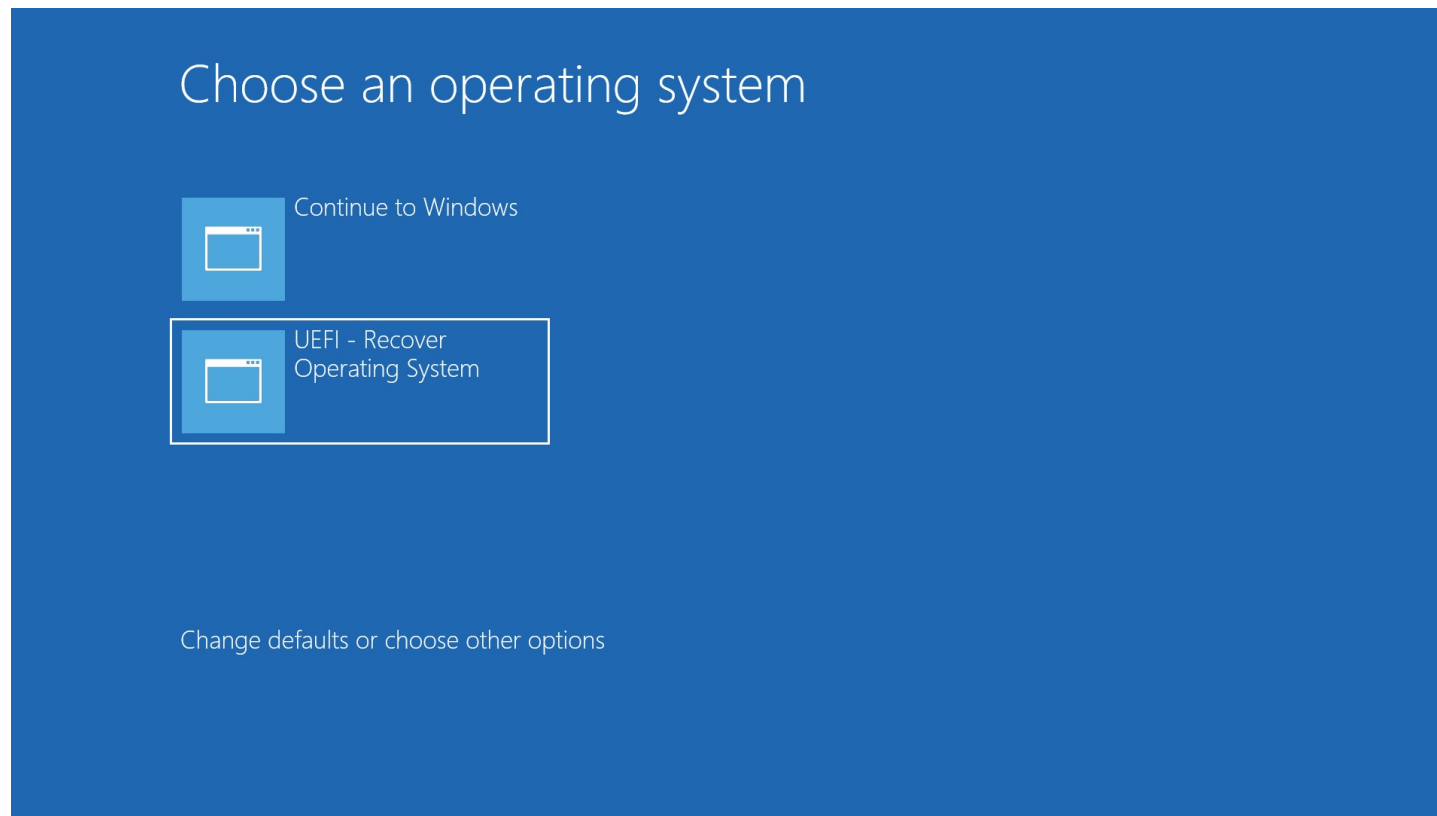 Choose an operating system
Continue to Windows
UEFI - Recover
Operating System
Change defaults or choose other options